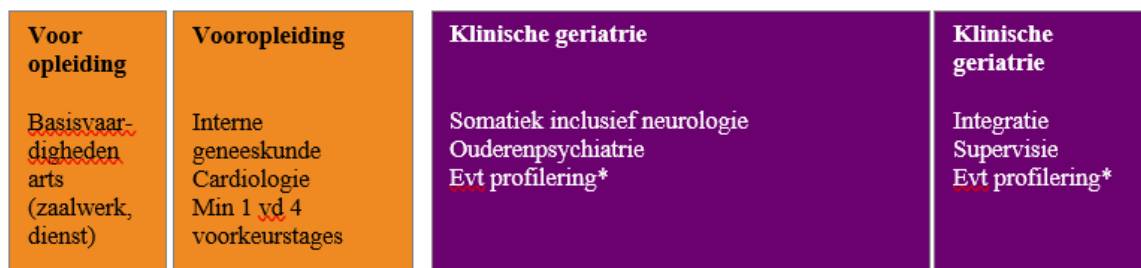 Voor
opleiding
Basisvaar-
digheden
arts
(zaalwerk,
dienst)
Vooropleiding
Interne
geneeskunde
Cardiologie
Min 1 vd 4
voorkeurstages
Klinische geriatrie
Somatiek inclusief neurologie
Ouderenpsychiatrie
Evt profilering*
Klinische
geriatrie
Integratie
Supervisie
Evt profilering*